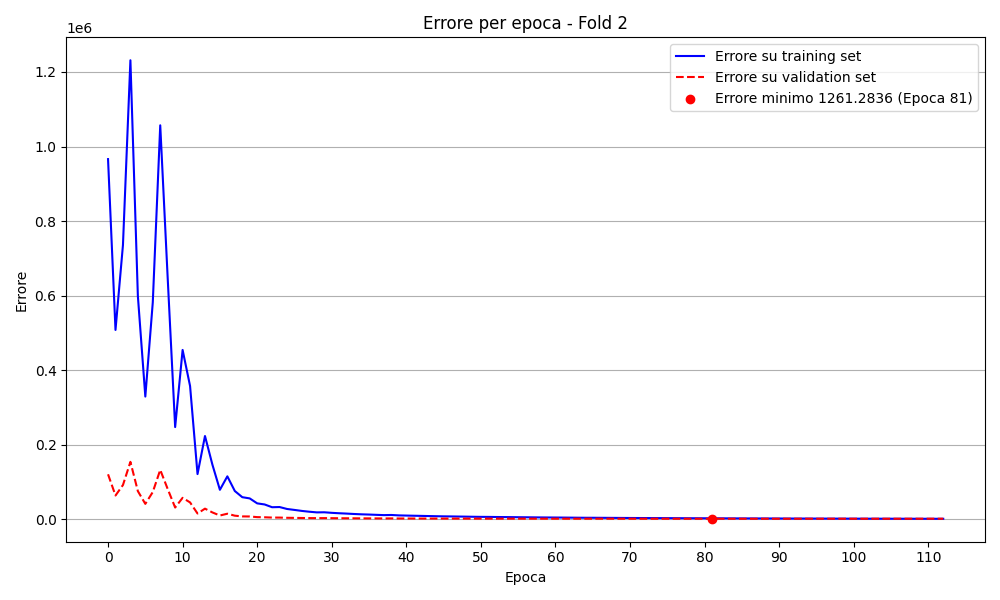 Errore per epoca - Fold 2
1e6
Errore su training set
Errore su validation set
Errore minimo 1261.2836 (Epoca 81)
1.2
1.0
0.8
0.6
0.4
0.2
0.0
Errore
0 10 20 30 40 50 60 70 80 90 100 110
Epoca